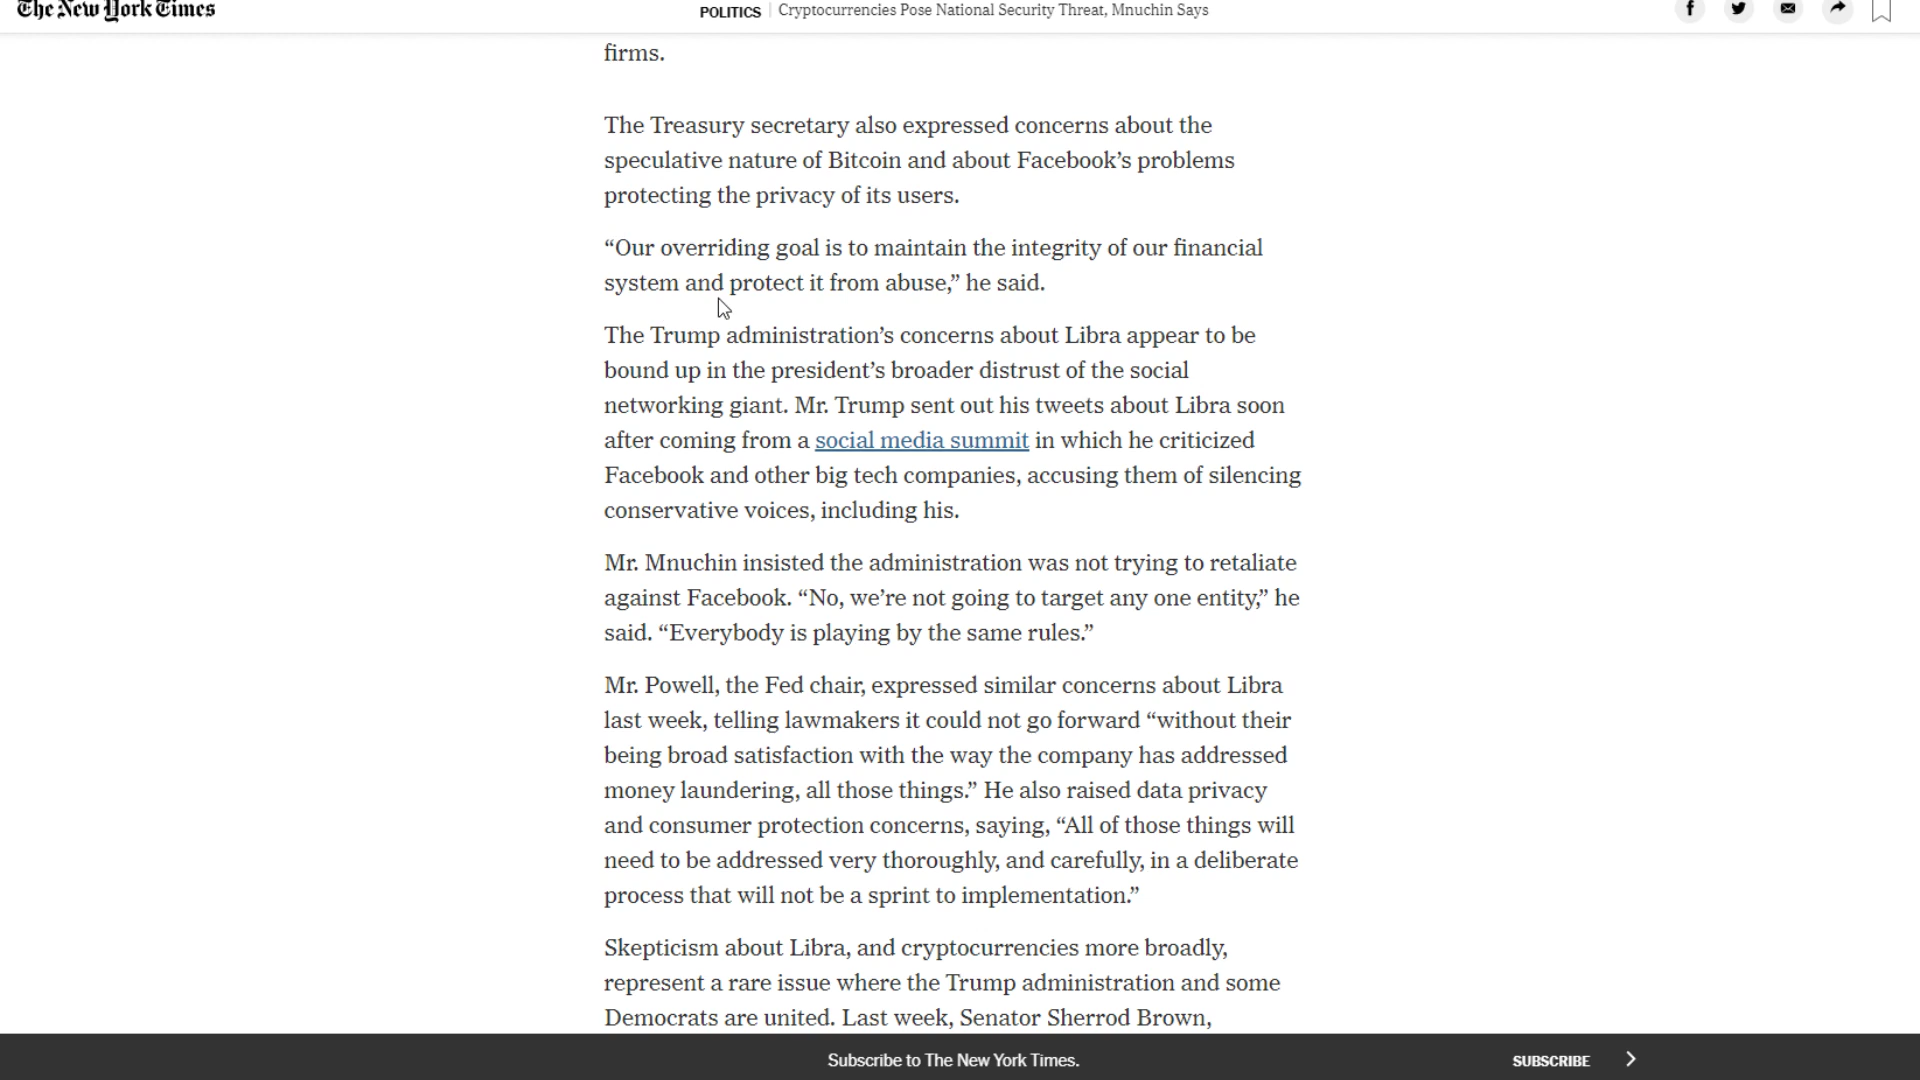 The New York Times
POLITICS | Cryptocurrencies Pose National Security Threat, Mnuchin Says
firms.
The Treasury secretary also expressed concerns about the
speculative nature of Bitcoin and about Facebook’s problems
protecting the privacy of its users.
“Our overriding goal is to maintain the integrity of our financial
system and protect it from abuse,” he said.
The Trump administration’s concerns about Libra appear to be
bound up in the president’s broader distrust of the social
networking giant. Mr. Trump sent out his tweets about Libra soon
after coming from a social media summit in which he criticized
Facebook and other big tech companies, accusing them of silencing
conservative voices, including his.
Mr. Mnuchin insisted the administration was not trying to retaliate
against Facebook. “No, we’re not going to target any one entity,” he
said. “Everybody is playing by the same rules.”
Mr. Powell, the Fed chair, expressed similar concerns about Libra
last week, telling lawmakers it could not go forward “without their
being broad satisfaction with the way the company has addressed
money laundering, all those things.” He also raised data privacy
and consumer protection concerns, saying, “All of those things will
need to be addressed very thoroughly, and carefully, in a deliberate
process that will not be a sprint to implementation.”
Skepticism about Libra, and cryptocurrencies more broadly,
represent a rare issue where the Trump administration and some
Democrats are united. Last week, Senator Sherrod Brown,
Subscribe to The New York Times.
SUBSCRIBE